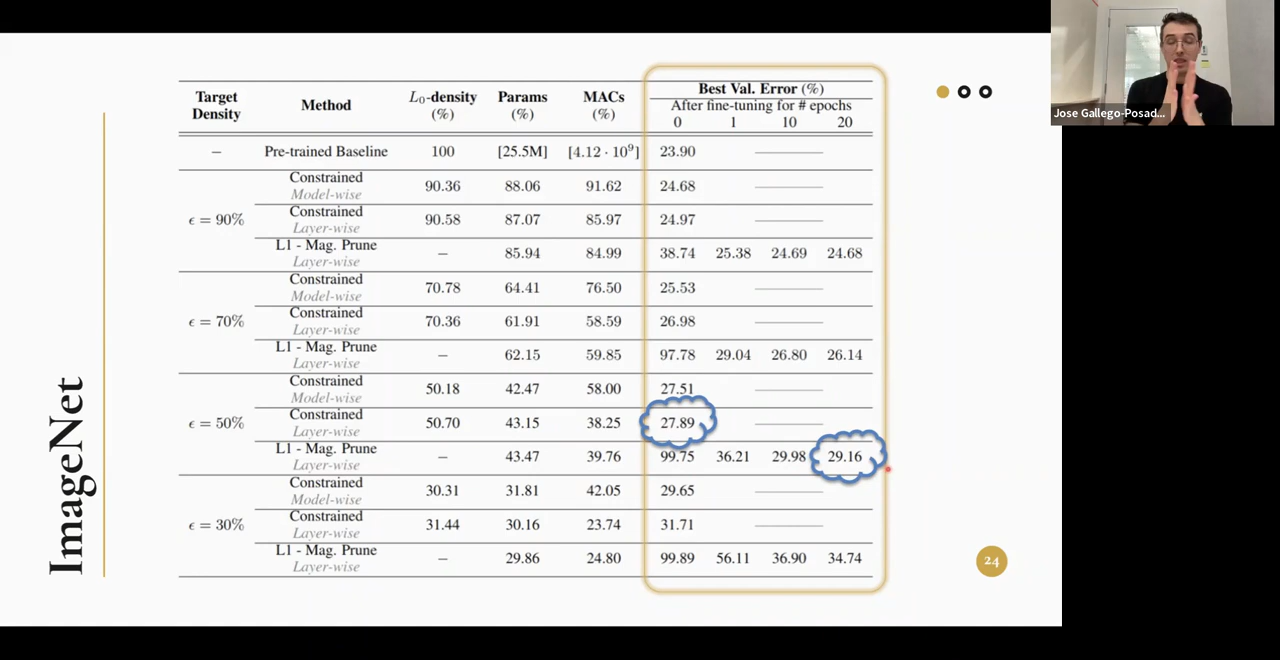 Target Density Method L0-density (%) Params (%) MACs (%) Best Val. Error (%)
After fine-tuning for # epochs
0 1 10 20
– Pre-trained Baseline 100 [25.5M] [4.12 · 10⁹] 23.90
ϵ = 90%
Constrained Model-wise 90.36 88.06 91.62 24.68
Constrained Layer-wise 90.58 87.07 85.97 24.97
L1 - Mag. Prune Layer-wise – 85.94 84.99 38.74 25.38 24.69 24.68
ϵ = 70%
Constrained Model-wise 70.78 64.41 76.50 25.53
Constrained Layer-wise 70.36 61.91 58.59 26.98
L1 - Mag. Prune Layer-wise – 62.15 59.85 97.78 29.04 26.80 26.14
ϵ = 50%
Constrained Model-wise 50.18 42.47 58.00 27.51
Constrained Layer-wise 50.70 43.15 38.25 27.89
L1 - Mag. Prune Layer-wise – 43.47 39.76 99.75 36.21 29.98 29.16
ϵ = 30%
Constrained Model-wise 30.31 31.81 42.05 29.65
Constrained Layer-wise 31.44 30.16 23.74 31.71
L1 - Mag. Prune Layer-wise – 29.86 24.80 99.89 56.11 36.90 34.74
ImageNet
24
Jose Gallego-Posad...